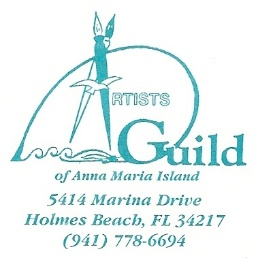 ARTISTS
Guild
of Anna Maria Island
5414 Marina Drive
Holmes Beach, FL 34217
(941) 778-6694